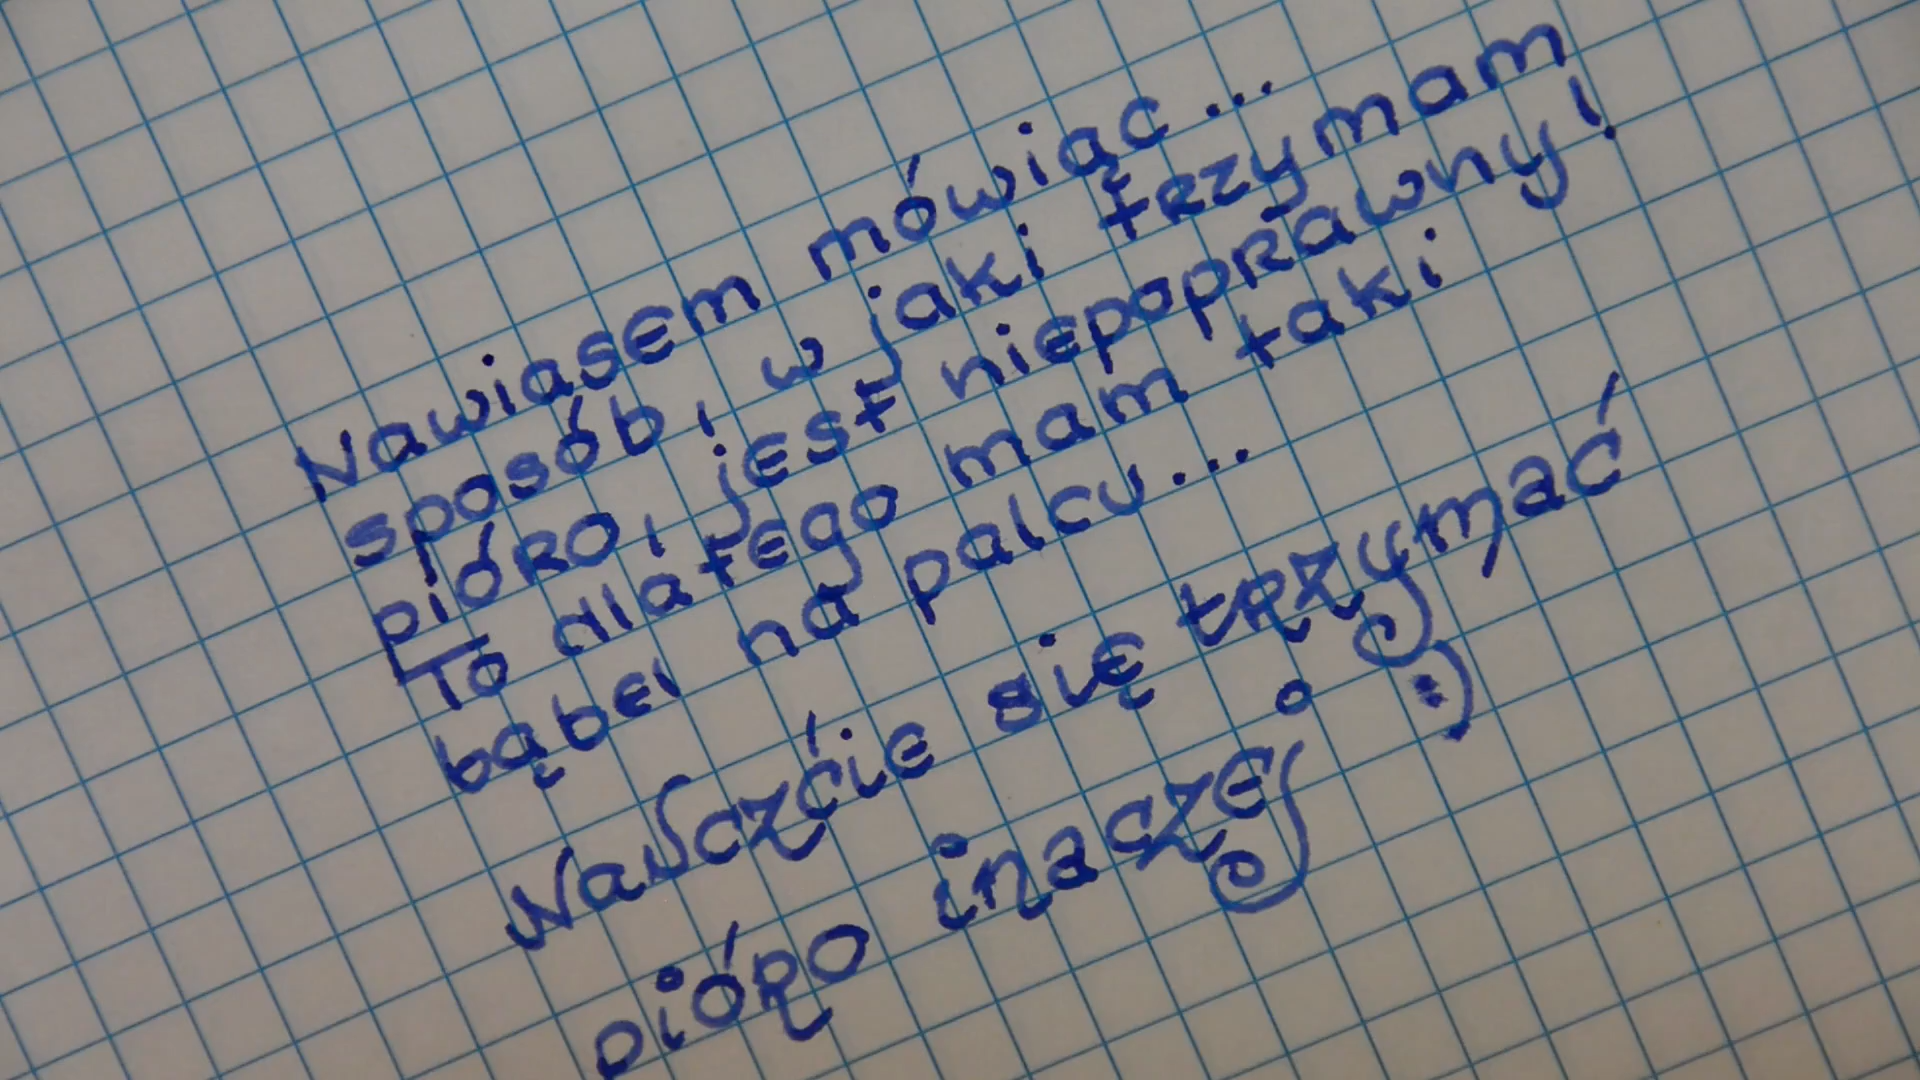 Nawiasem mówiąc...
sposób, w jaki trzymam
pióro, jest niepoprawny!
To dlatego mam taki
bąbel na palcu...
Nauczćie się trzymać
pióro inaczej :)